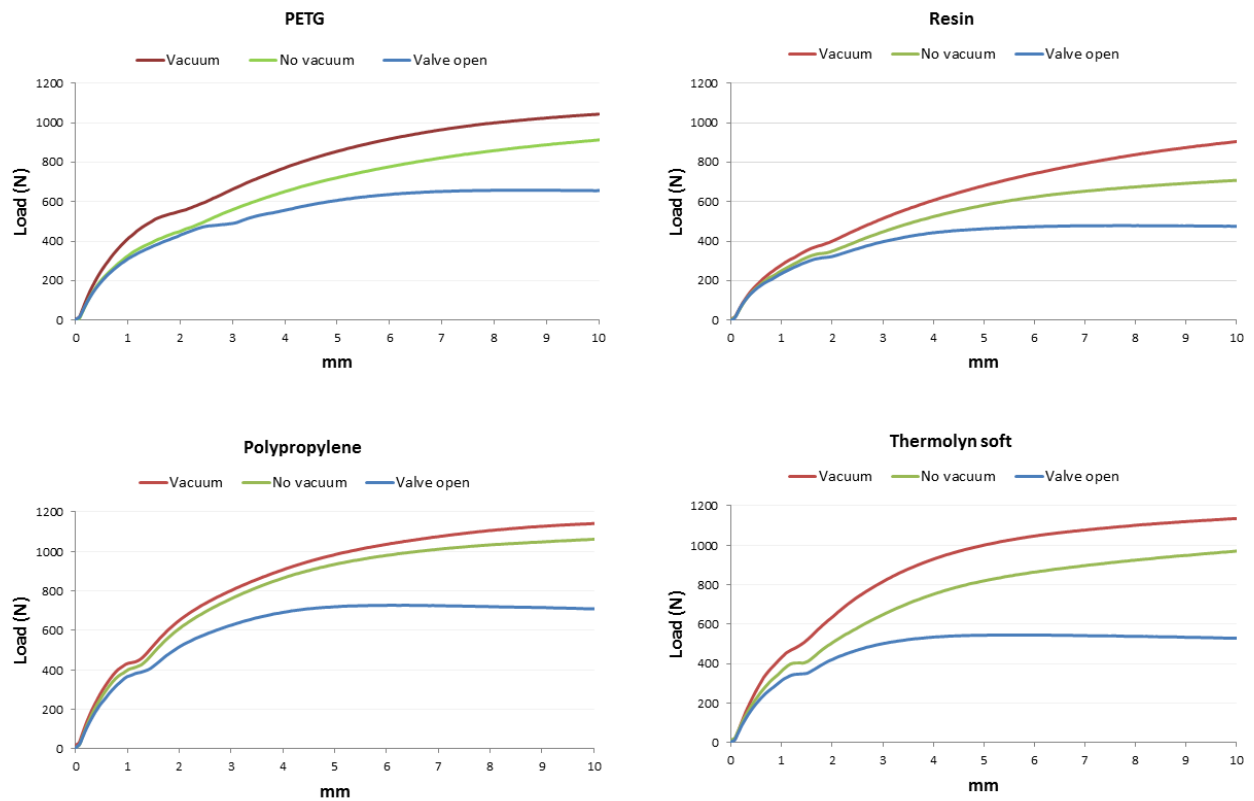 PETG
Vacuum No vacuum Valve open
1200
1000
800
600
400
200
0
Load (N)
0 1 2 3 4 5 6 7 8 9 10
mm
Resin
Vacuum No vacuum Valve open
1200
1000
800
600
400
200
0
Load (N)
0 1 2 3 4 5 6 7 8 9 10
mm
Polypropylene
Vacuum No vacuum Valve open
1200
1000
800
600
400
200
0
Load (N)
0 1 2 3 4 5 6 7 8 9 10
mm
Thermolyn soft
Vacuum No vacuum Valve open
1200
1000
800
600
400
200
0
Load (N)
0 1 2 3 4 5 6 7 8 9 10
mm